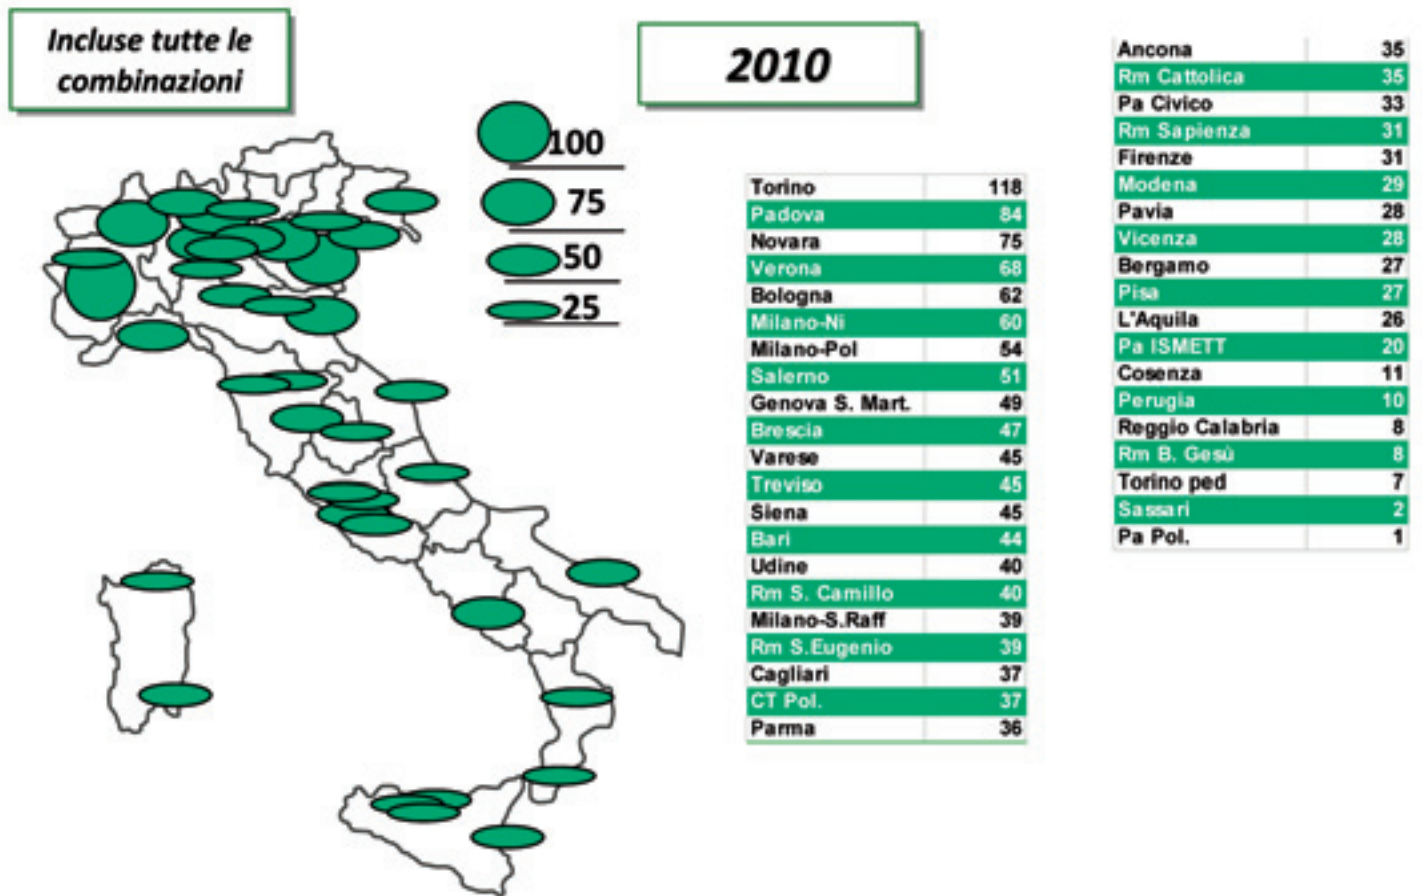 Incluse tutte le
combinazioni
2010
100
75
50
25
Torino 118
Padova 84
Novara 75
Verona 68
Bologna 62
Milano-Ni 60
Milano-Pol 54
Salerno 51
Genova S. Mart. 49
Brescia 47
Varese 45
Treviso 45
Siena 45
Bari 44
Udine 40
Rm S. Camillo 40
Milano-S.Raff 39
Rm S.Eugenio 39
Cagliari 37
CT Pol. 37
Parma 36
Ancona 35
Rm Cattolica 35
Pa Civico 33
Rm Sapienza 31
Firenze 31
Modena 29
Pavia 28
Vicenza 28
Bergamo 27
Pisa 27
L'Aquila 26
Pa ISMETT 20
Cosenza 11
Perugia 10
Reggio Calabria 8
Rm B. Gesù 8
Torino ped 7
Sassari 2
Pa Pol. 1